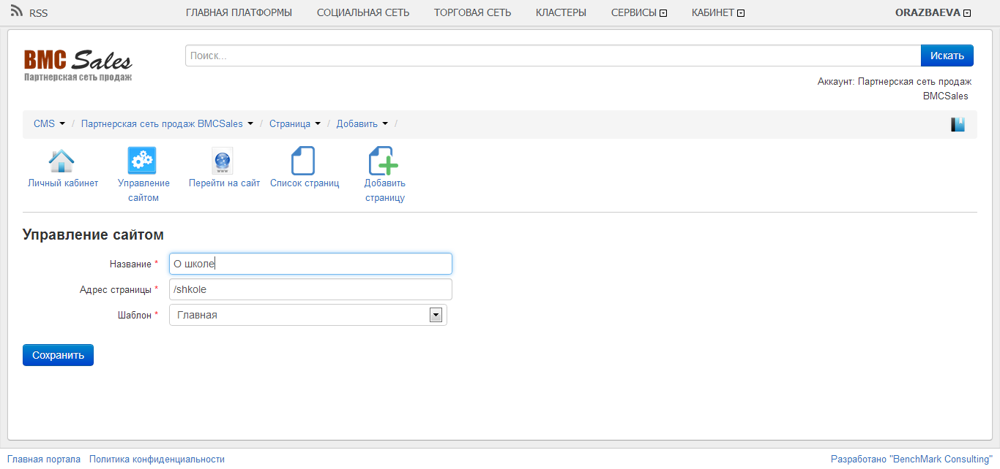 RSS
ГЛАВНАЯ ПЛАТФОРМЫ СОЦИАЛЬНАЯ СЕТЬ ТОРГОВАЯ СЕТЬ КЛАСТЕРЫ СЕРВИСЫ КАБИНЕТ ORAZBAEVA
BMC Sales
Партнерская сеть продаж
Поиск... Искать
Аккаунт: Партнерская сеть продаж
BMCSales
CMS / Партнерская сеть продаж BMCSales / Страница / Добавить /
WWW
Личный кабинет Управление Перейти на сайт Список страниц Добавить
сайтом страницу
Управление сайтом
Название * О школе
Адрес страницы * /shkole
Шаблон * Главная
Сохранить
Главная портала Политика конфиденциальности Разработано "BenchMark Consulting"